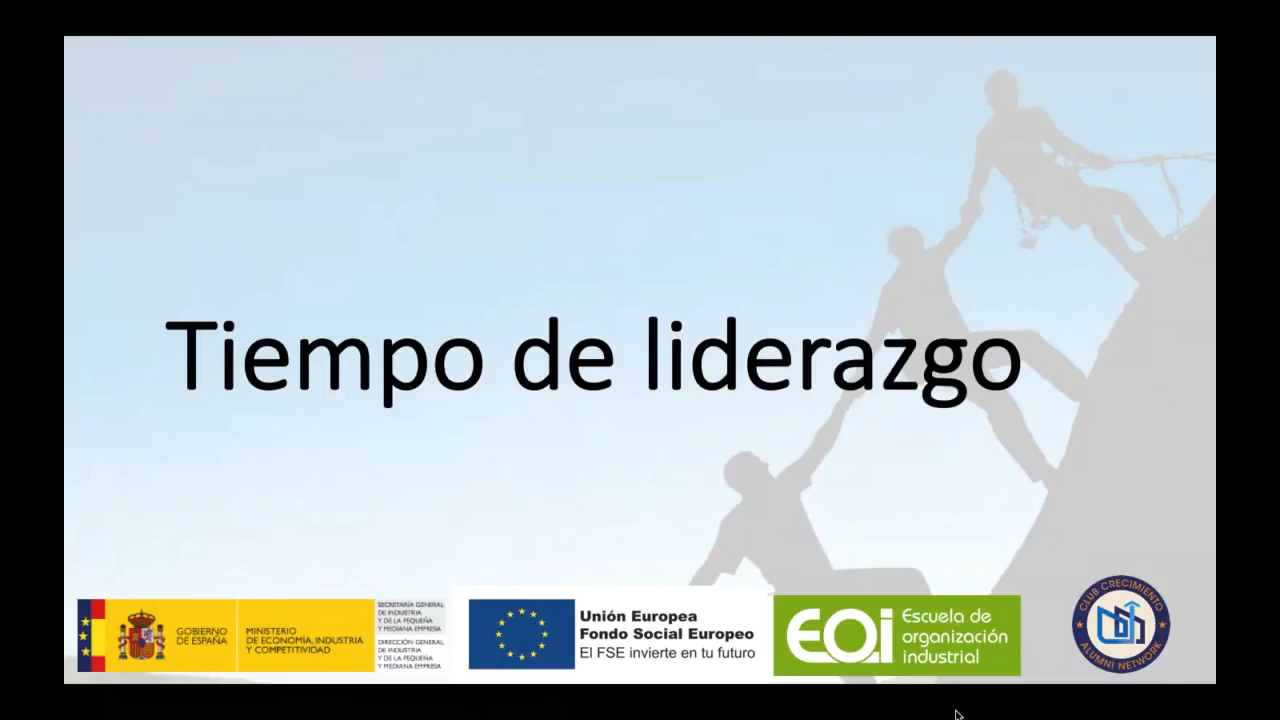 Tiempo de liderazgo
GOBIERNO
DE ESPAÑA
MINISTERIO
DE ECONOMÍA, INDUSTRIA
Y COMPETITIVIDAD
SECRETARÍA GENERAL
DE INDUSTRIA
Y DE LA PEQUEÑA
Y MEDIANA EMPRESA
DIRECCIÓN GENERAL
DE INDUSTRIA
Y DE LA PEQUEÑA
Y MEDIANA EMPRESA
Unión Europea
Fondo Social Europeo
El FSE invierte en tu futuro
EOi
Escuela de
organización
industrial
CLUB CRECIMIENTO
ALUMNI NETWORK